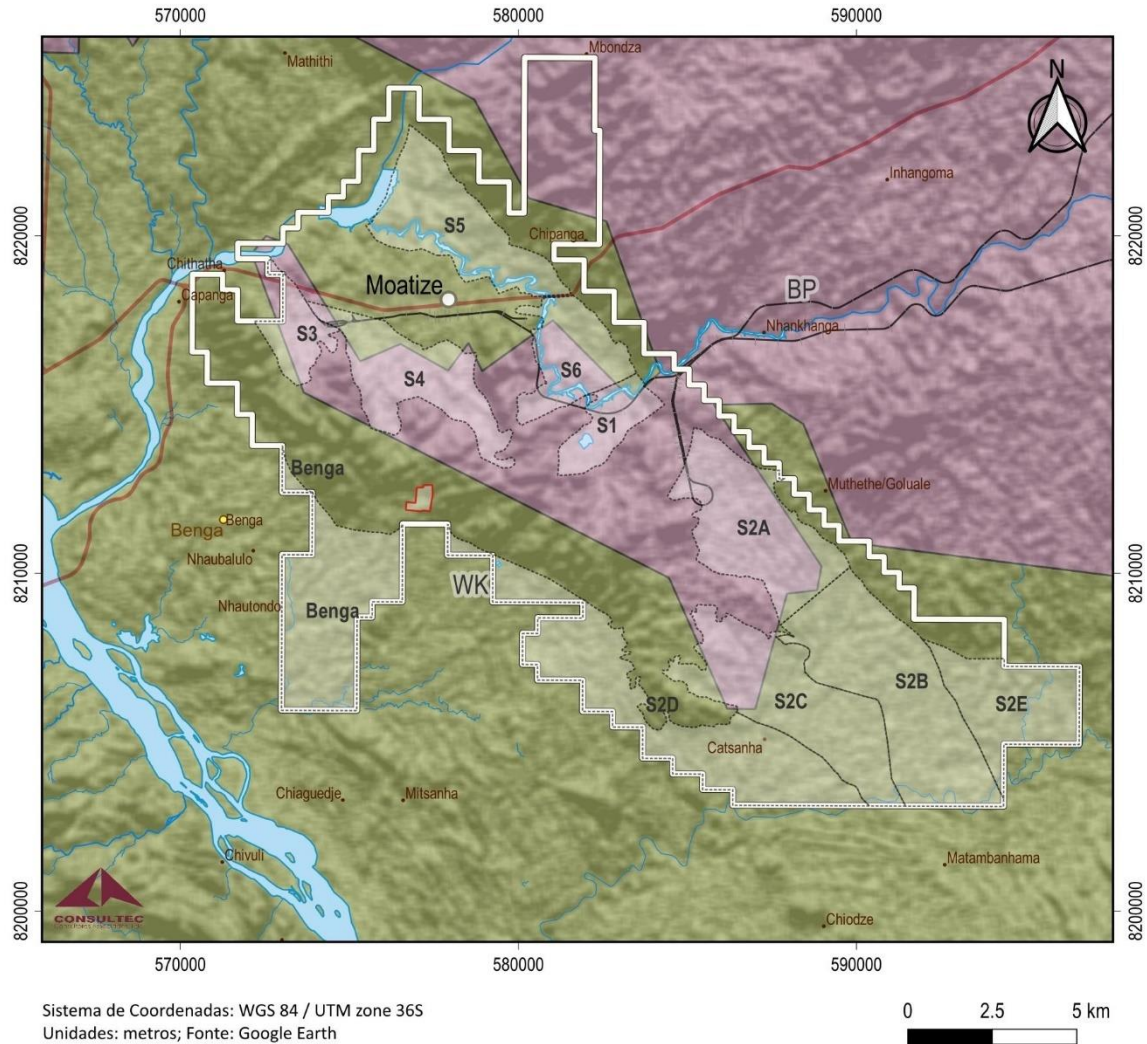 570000
580000
590000
Mathithi
Mbondza
N
Inhangoma
8220000
S5
Chipanga
8220000
Chithatha
Capanga
Moatize
BP
Nhankhanga
S3
S4
S6
S1
Benga
Muthethe/Goluale
Benga
Benga
S2A
Nhaubalulo
8210000
WK
8210000
Nhautondo
Benga
S2D
S2C
S2B
S2E
Catsanha
Chiaguedje
Mitsanha
Chivuli
Matambanhama
CONSULTEC
Chiodze
8200000
8200000
570000
580000
590000
Sistema de Coordenadas: WGS 84 / UTM zone 36S
Unidades: metros; Fonte: Google Earth
0 2.5 5 km